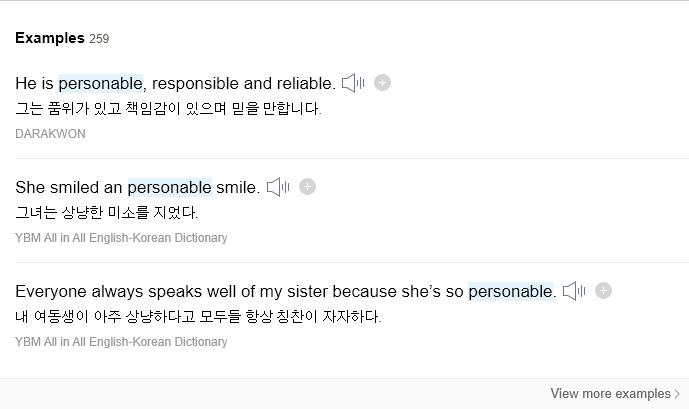 Examples 259
He is personable, responsible and reliable.
그는 품위가 있고 책임감이 있으며 믿을 만합니다.
DARAKWON
She smiled an personable smile.
그녀는 상냥한 미소를 지었다.
YBM All in All English-Korean Dictionary
Everyone always speaks well of my sister because she's so personable.
내 여동생이 아주 상냥하다고 모두들 항상 칭찬이 자자하다.
YBM All in All English-Korean Dictionary
View more examples